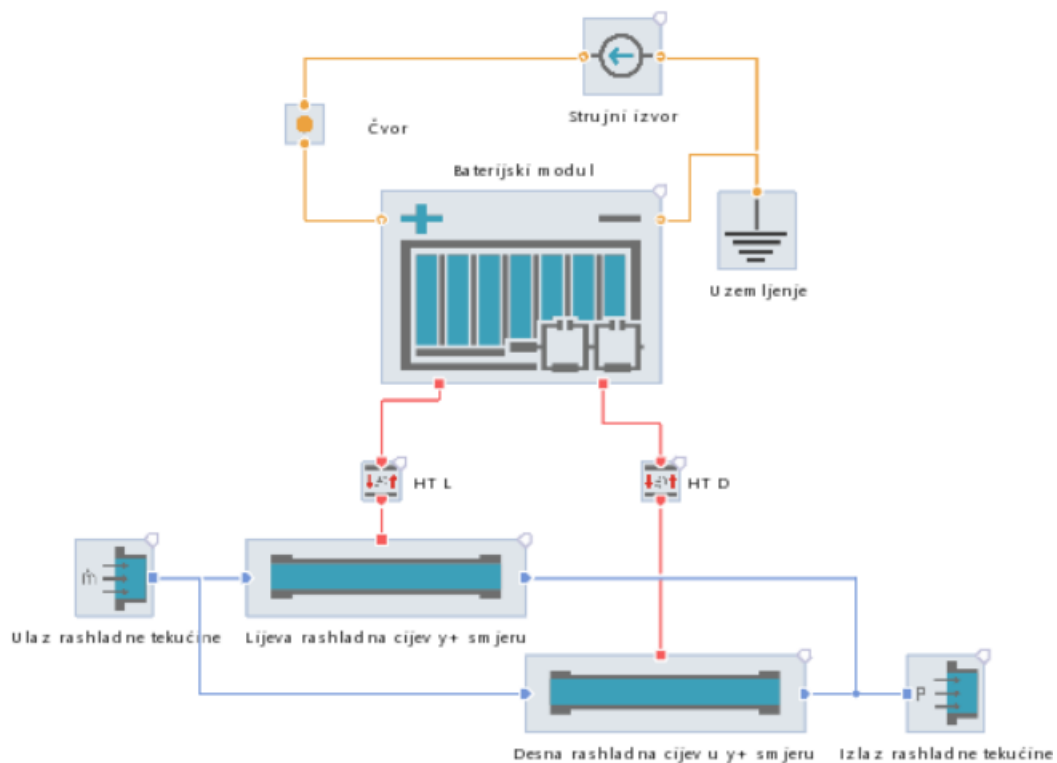 Strujni izvor
Čvor
Baterijski modul
Uzemljenje
HT L
HT D
ṁ
Ulaz rashladne tekućine
Lijeva rashladna cijev y+ smjeru
P
Desna rashladna cijev u y+ smjeru
Izlaz rashladne tekućine